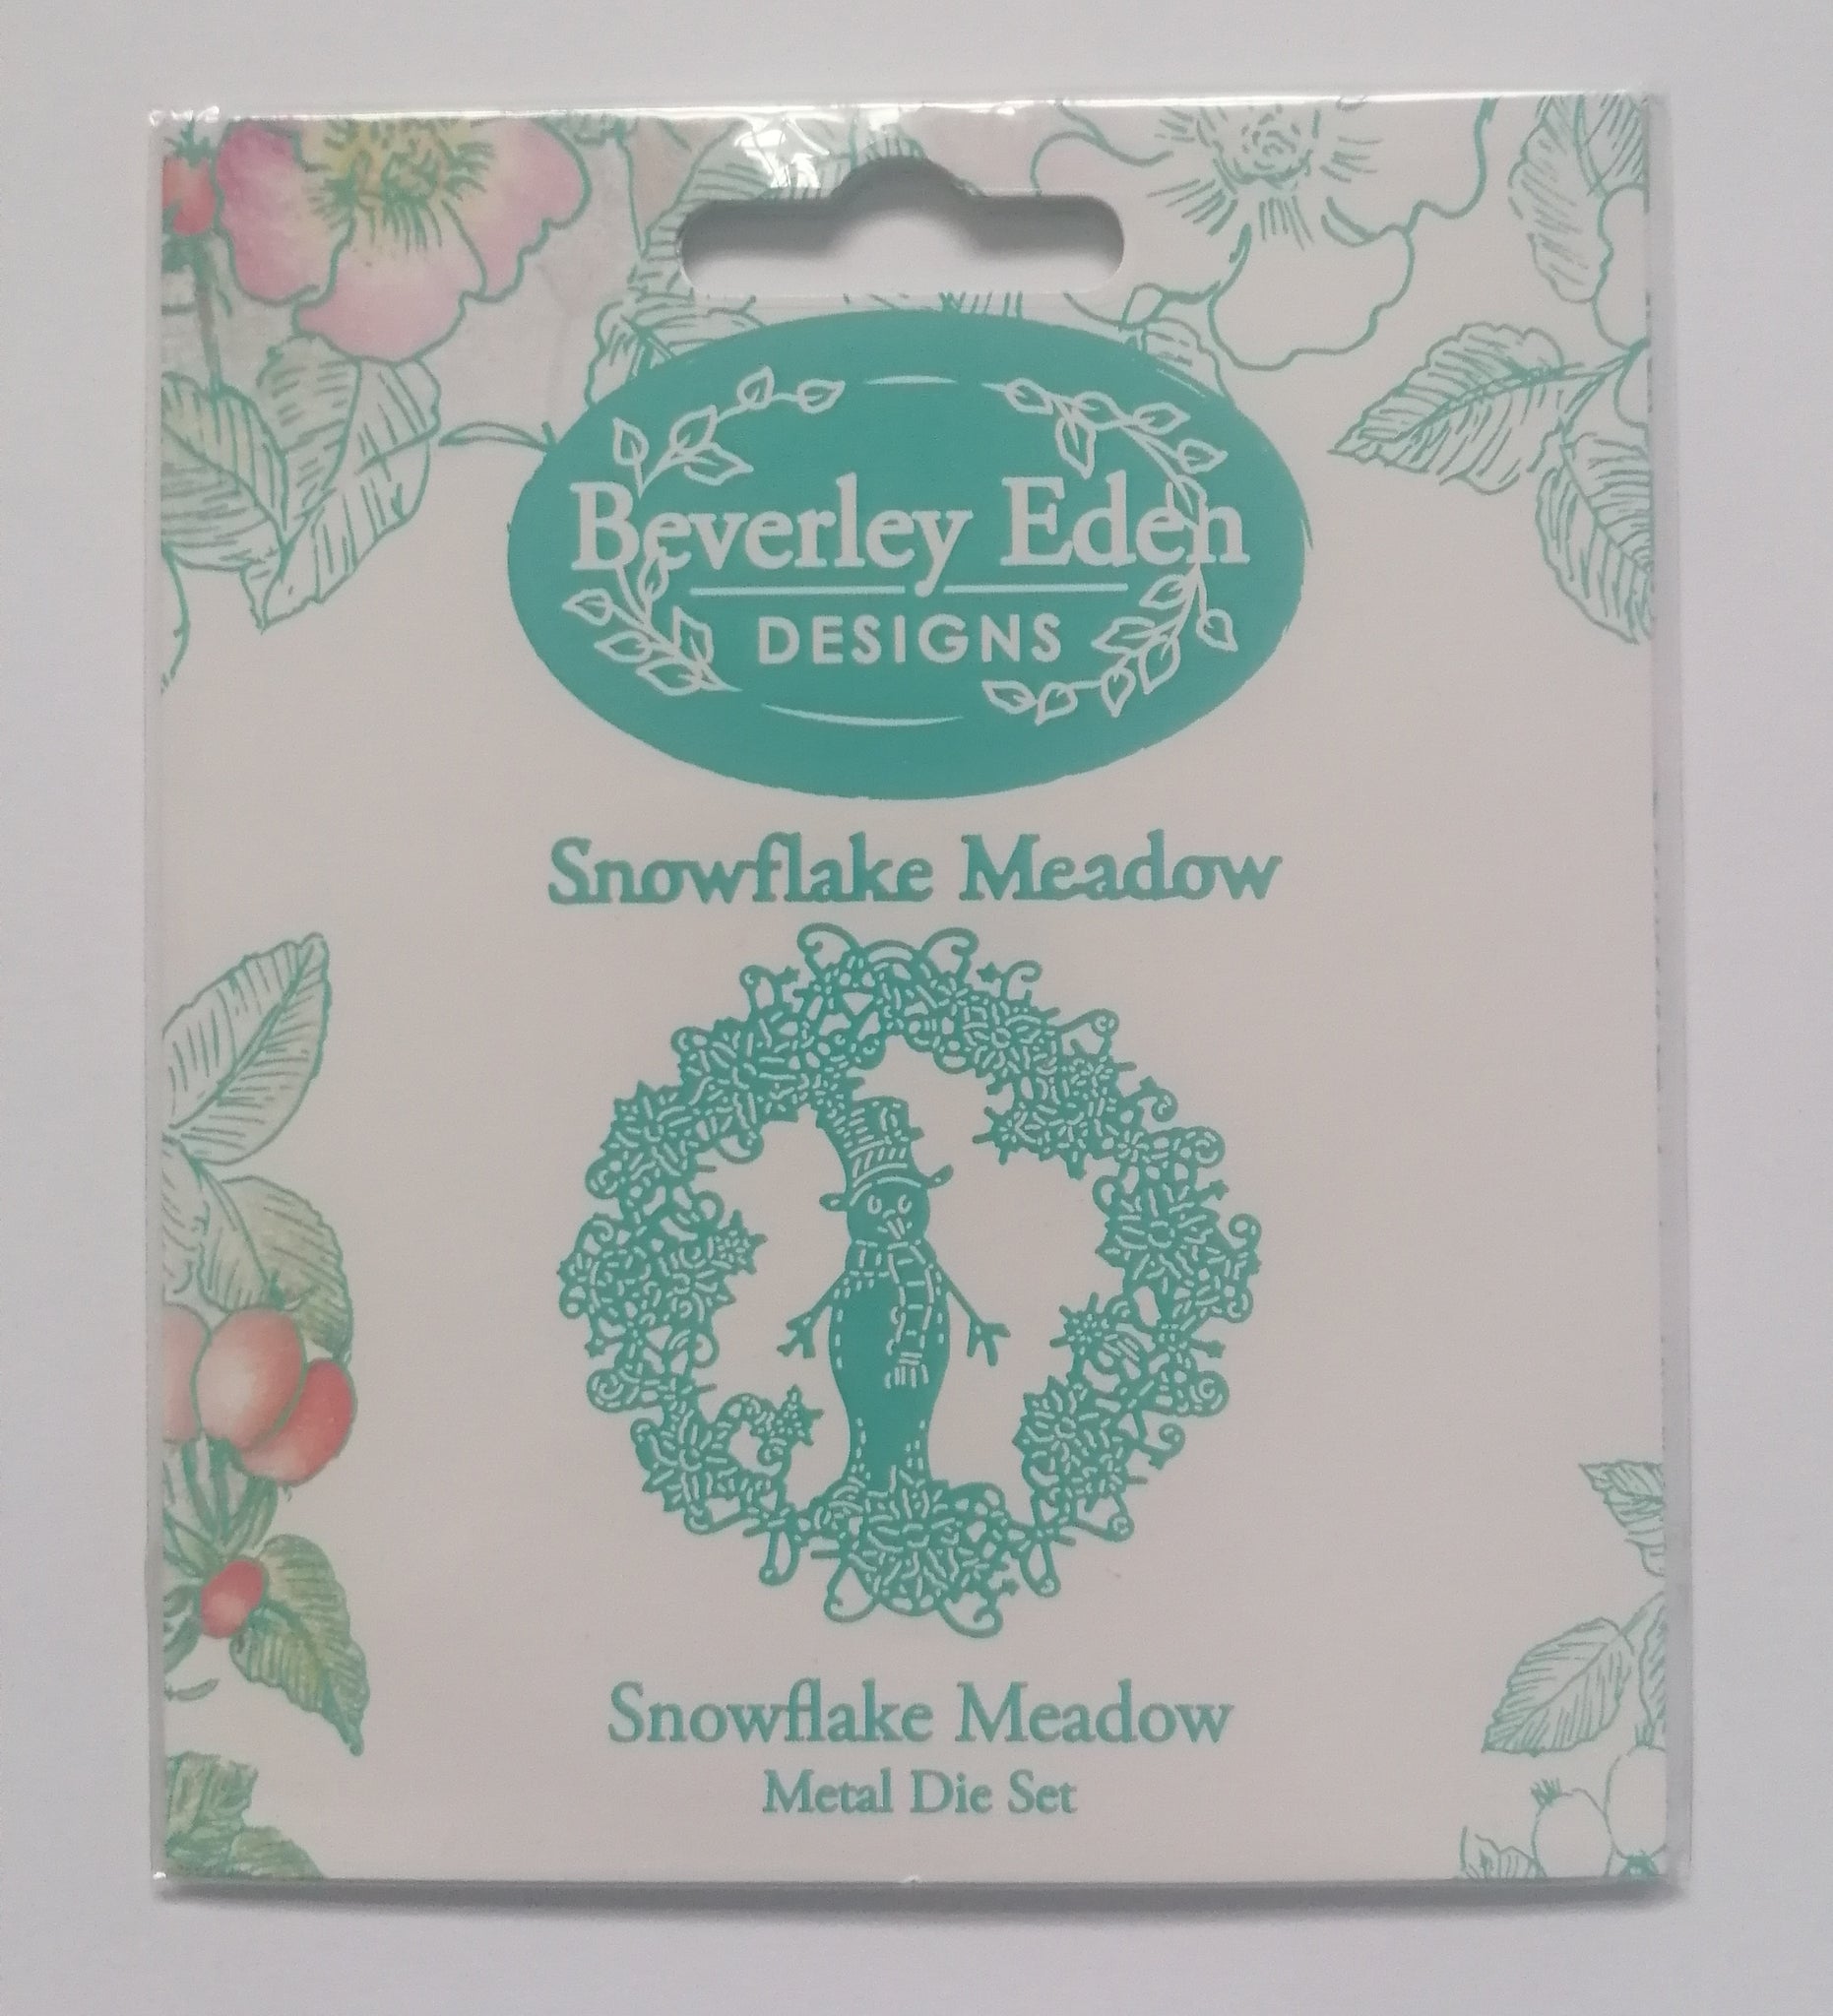 Beverley Eden
DESIGNS
Snowflake Meadow
Snowflake Meadow
Metal Die Set